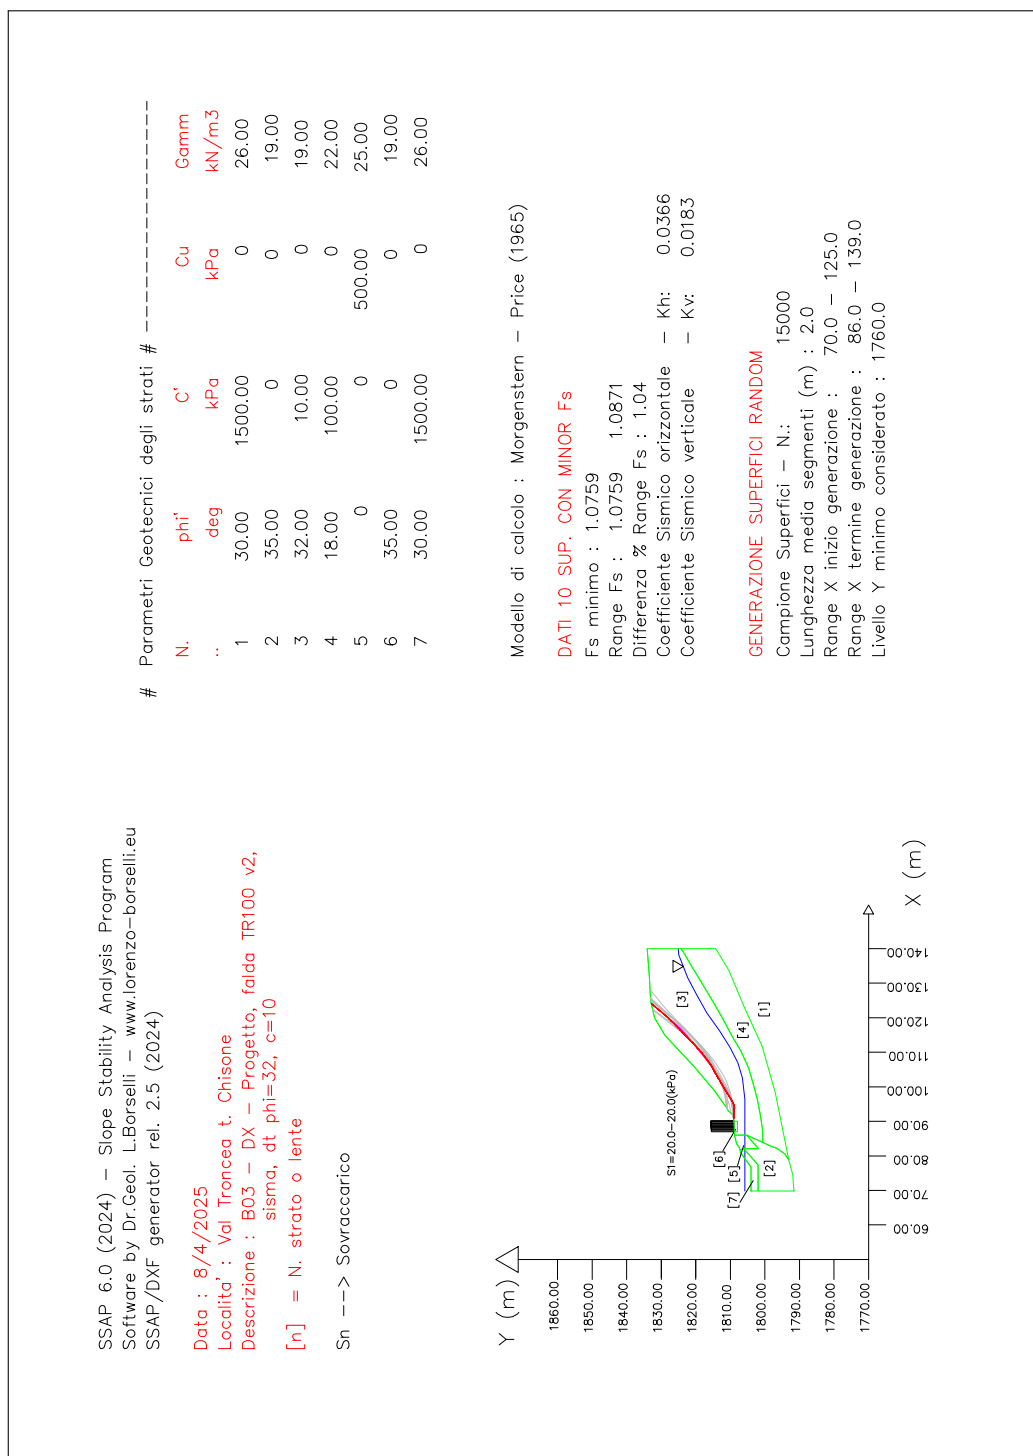 SSAP 6.0 (2024) - Slope Stability Analysis Program
Software by Dr.Geol. L.Borselli - www.lorenzo-borselli.eu
SSAP/DXF generator rel. 2.5 (2024)
Data : 8/4/2025
Localita' : Val Troncea t. Chisone
Descrizione : B03 - DX - Progetto, falda TR100 v2,
sisma, dt phi=32, c=10
[n] = N. strato o lente
Sn ---> Sovraccarico
# Parametri Geotecnici degli strati # -----------------------
N. phi' C' Cu Gamm
.. deg kPa kPa kN/m3
1 30.00 1500.00 0 26.00
2 35.00 0 0 19.00
3 32.00 10.00 0 19.00
4 18.00 100.00 0 22.00
5 0 0 500.00 25.00
6 35.00 0 0 19.00
7 30.00 1500.00 0 26.00
Modello di calcolo : Morgenstern - Price (1965)
DATI 10 SUP. CON MINOR Fs
Fs minimo : 1.0759
Range Fs : 1.0759 1.0871
Differenza % Range Fs : 1.04
Coefficiente Sismico orizzontale - Kh: 0.0366
Coefficiente Sismico verticale - Kv: 0.0183
GENERAZIONE SUPERFICI RANDOM
Campione Superfici - N.: 15000
Lunghezza media segmenti (m) : 2.0
Range X inizio generazione : 70.0 - 125.0
Range X termine generazione : 86.0 - 139.0
Livello Y minimo considerato : 1760.0
Y (m)
1860.00
1850.00
1840.00
1830.00
1820.00
1810.00
1800.00
1790.00
1780.00
1770.00
S1=20.0-20.0(kPa)
[6]
[5]
[7]
[2]
[3]
[4]
[1]
60.00
70.00
80.00
90.00
100.00
110.00
120.00
130.00
140.00
X (m)